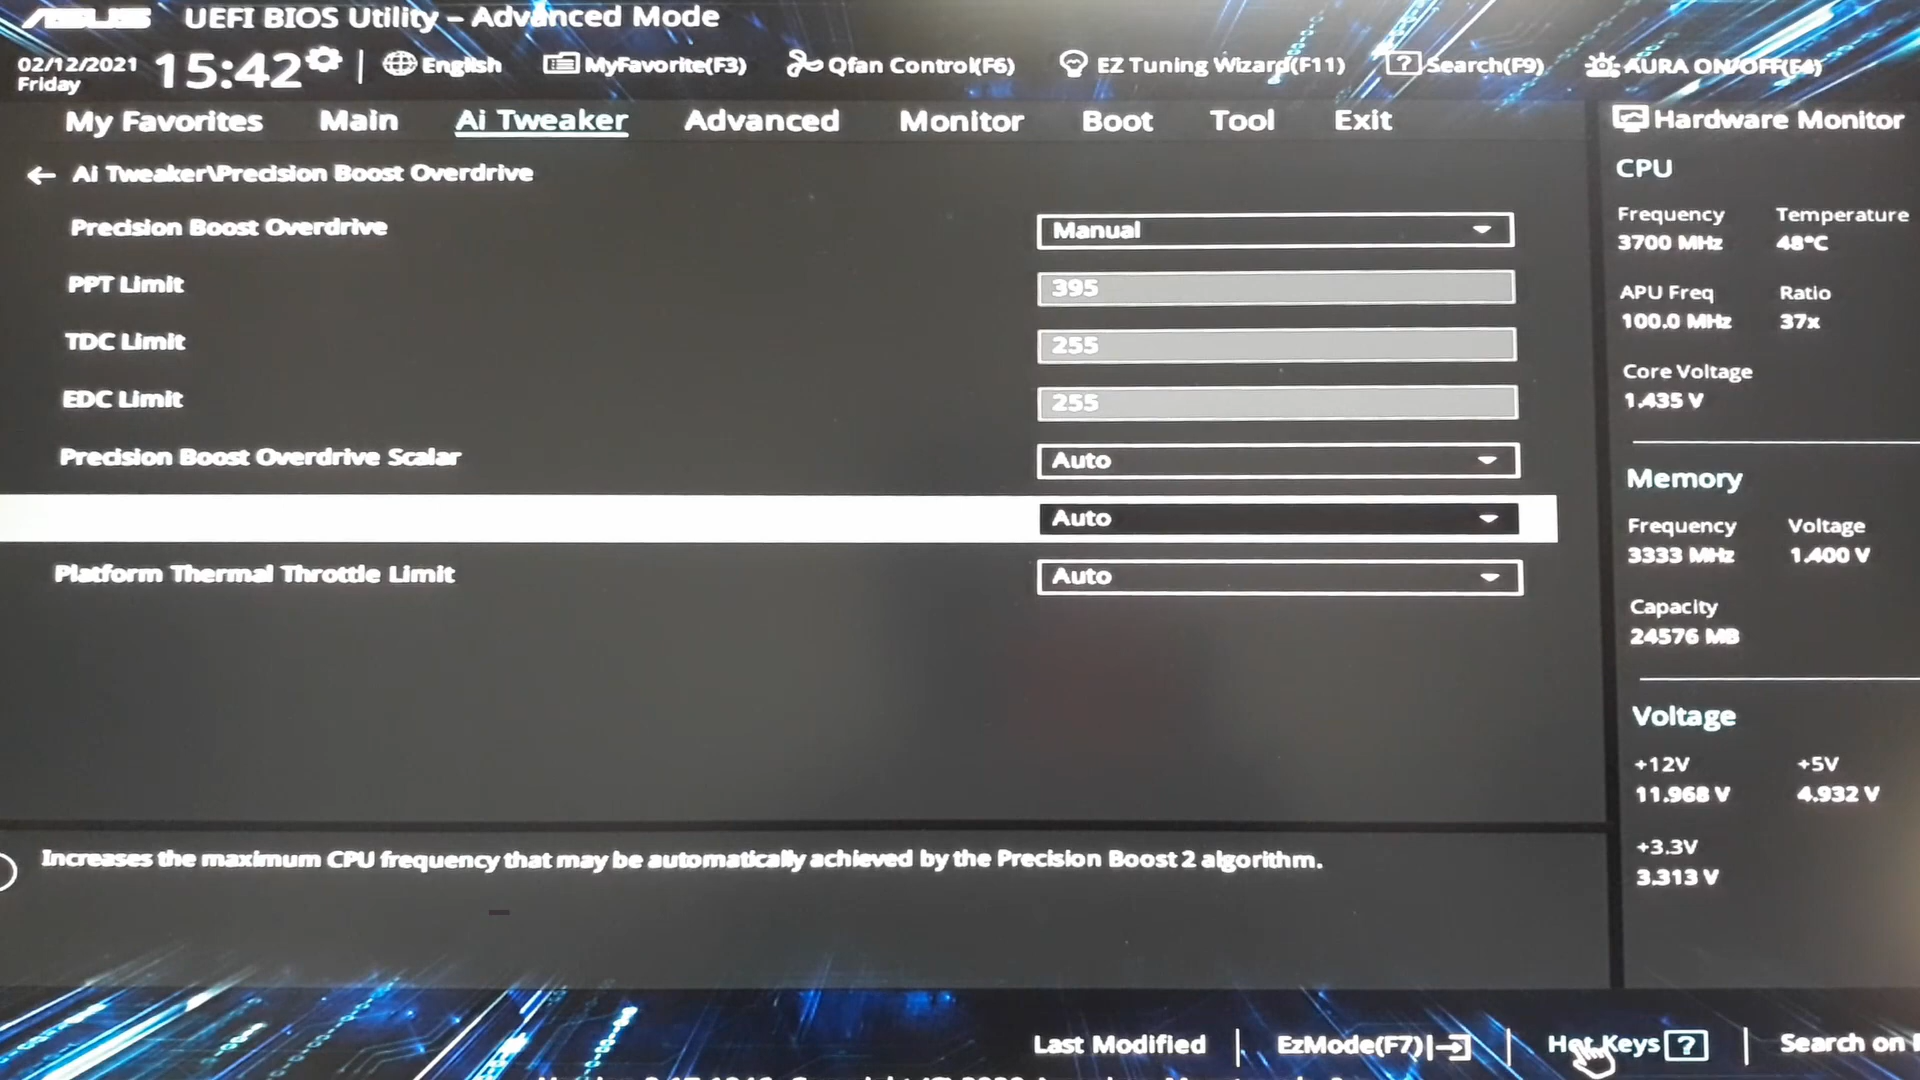 ASUS UEFI BIOS Utility – Advanced Mode
02/12/2021
Friday
15:42
English
MyFavorite(F3)
Qfan Control(F6)
EZ Tuning Wizard(F11)
Search(F9)
AURA ON/OFF(F4)
My Favorites
Main
Ai Tweaker
Advanced
Monitor
Boot
Tool
Exit
Ai Tweaker\Precision Boost Overdrive
Precision Boost Overdrive Manual
PPT Limit 395
TDC Limit 255
EDC Limit 255
Precision Boost Overdrive Scalar Auto
Auto
Platform Thermal Throttle Limit Auto
Increases the maximum CPU frequency that may be automatically achieved by the Precision Boost 2 algorithm.
Hardware Monitor
CPU
Frequency Temperature
3700 MHz 48°C
APU Freq Ratio
100.0 MHz 37x
Core Voltage
1.435 V
Memory
Frequency Voltage
3333 MHz 1.400 V
Capacity
24576 MB
Voltage
+12V +5V
11.968 V 4.932 V
+3.3V
3.313 V
Last Modified
EzMode(F7)
Hot Keys ?
Search on